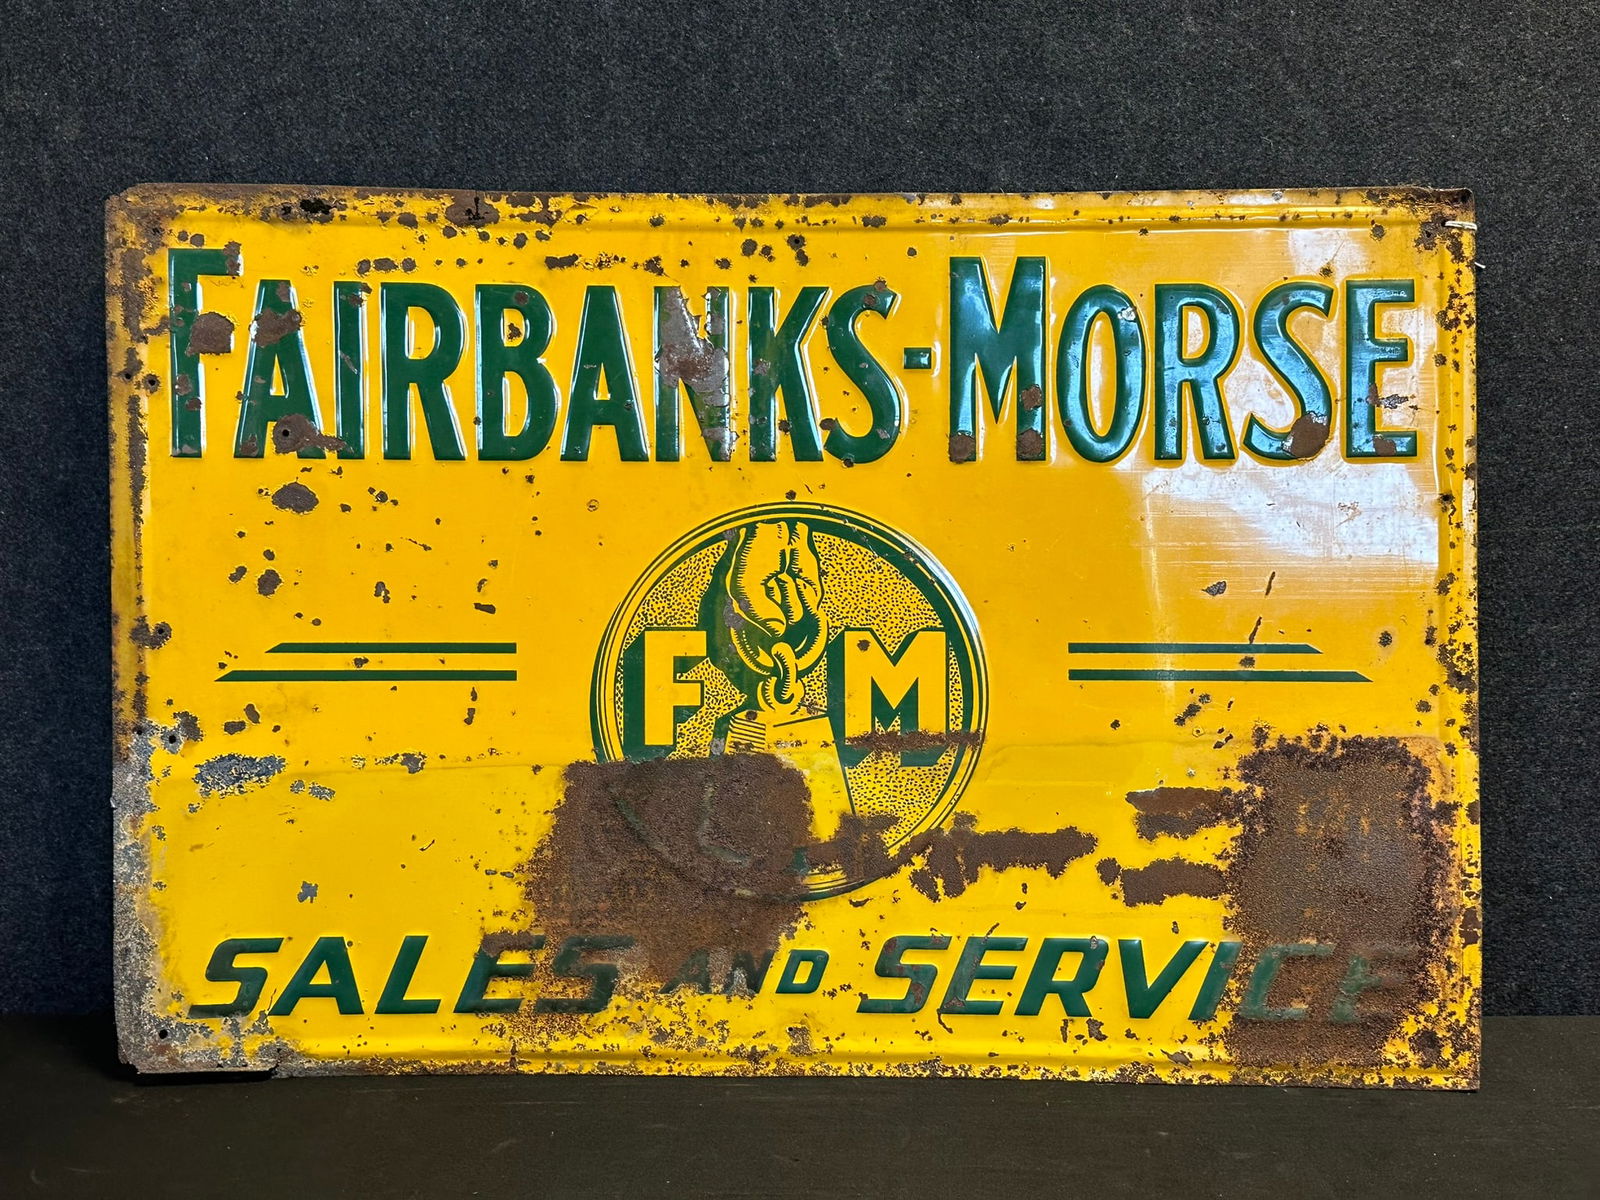 FAIRBANKS-MORSE
F M
SALES AND SERVICE